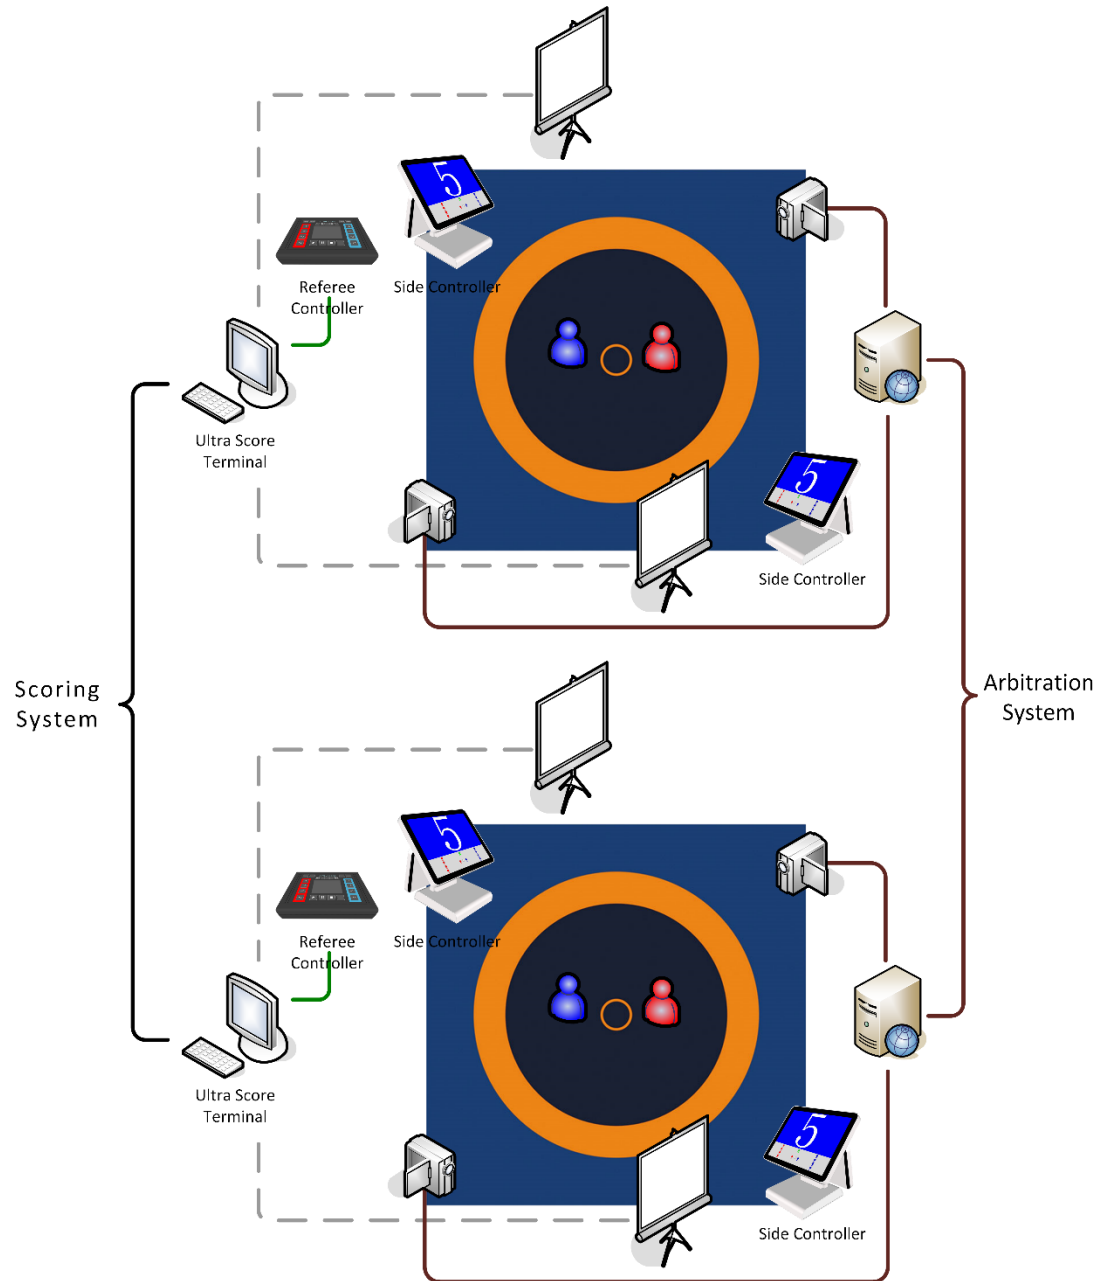 5
Referee
Controller
Side Controller
Ultra Score
Terminal
5
Side Controller
Scoring
System
Arbitration
System
5
Referee
Controller
Side Controller
Ultra Score
Terminal
5
Side Controller